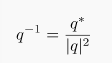 $q^{-1} = \frac{q^*}{|q|^2}$